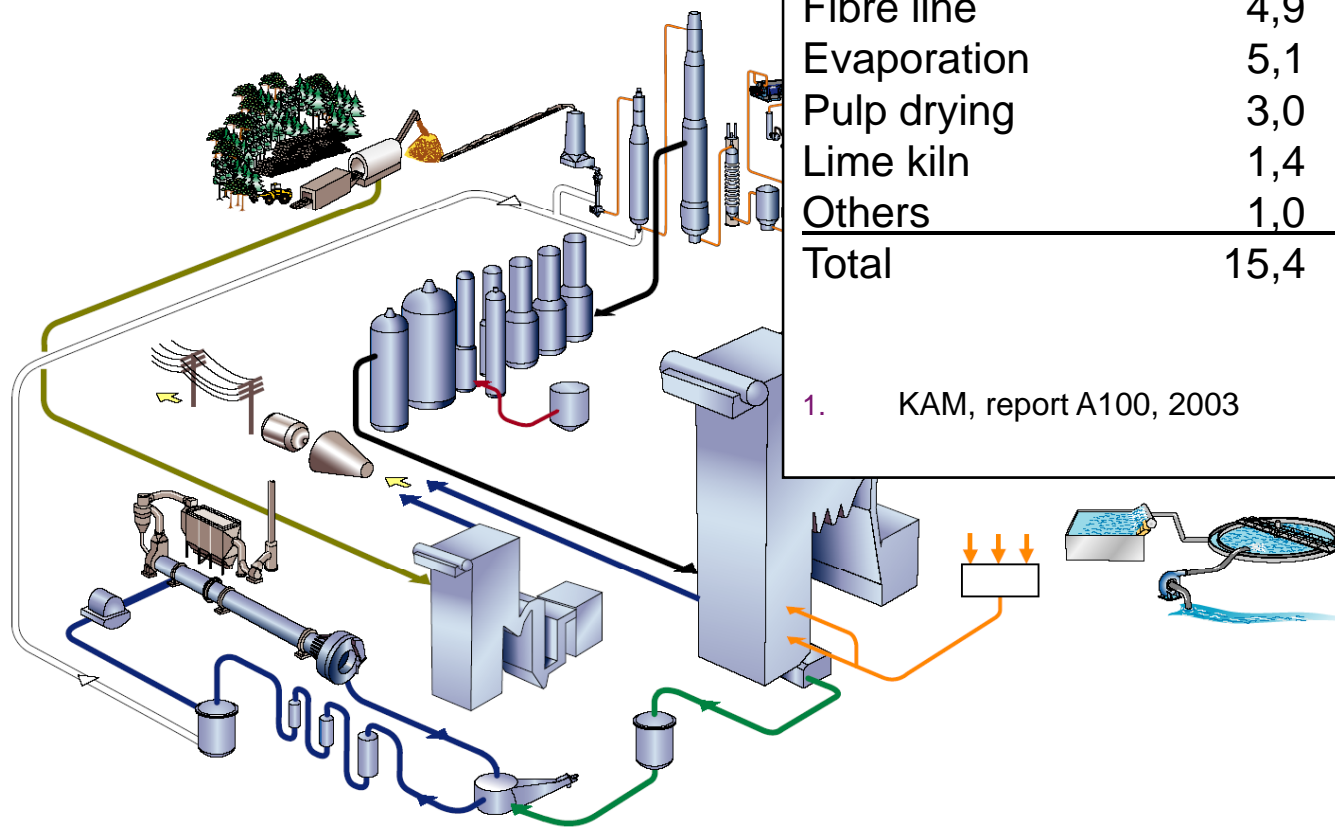 Fibre line 4,9
Evaporation 5,1
Pulp drying 3,0
Lime kiln 1,4
Others 1,0
Total 15,4
1. KAM, report A100, 2003